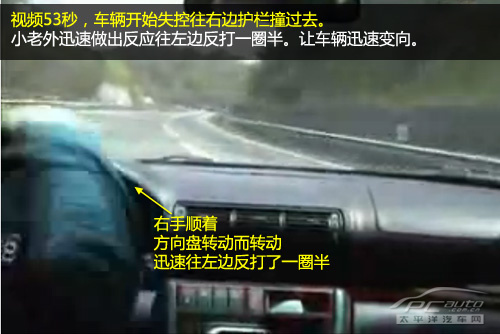 视频53秒，车辆开始失控往右边护栏撞过去。
小老外迅速做出反应往左边反打一圈半。让车辆迅速变向。
右手顺着
方向盘转动而转动
迅速往左边反打了一圈半
PCauto
.com.cn
太平洋汽车网